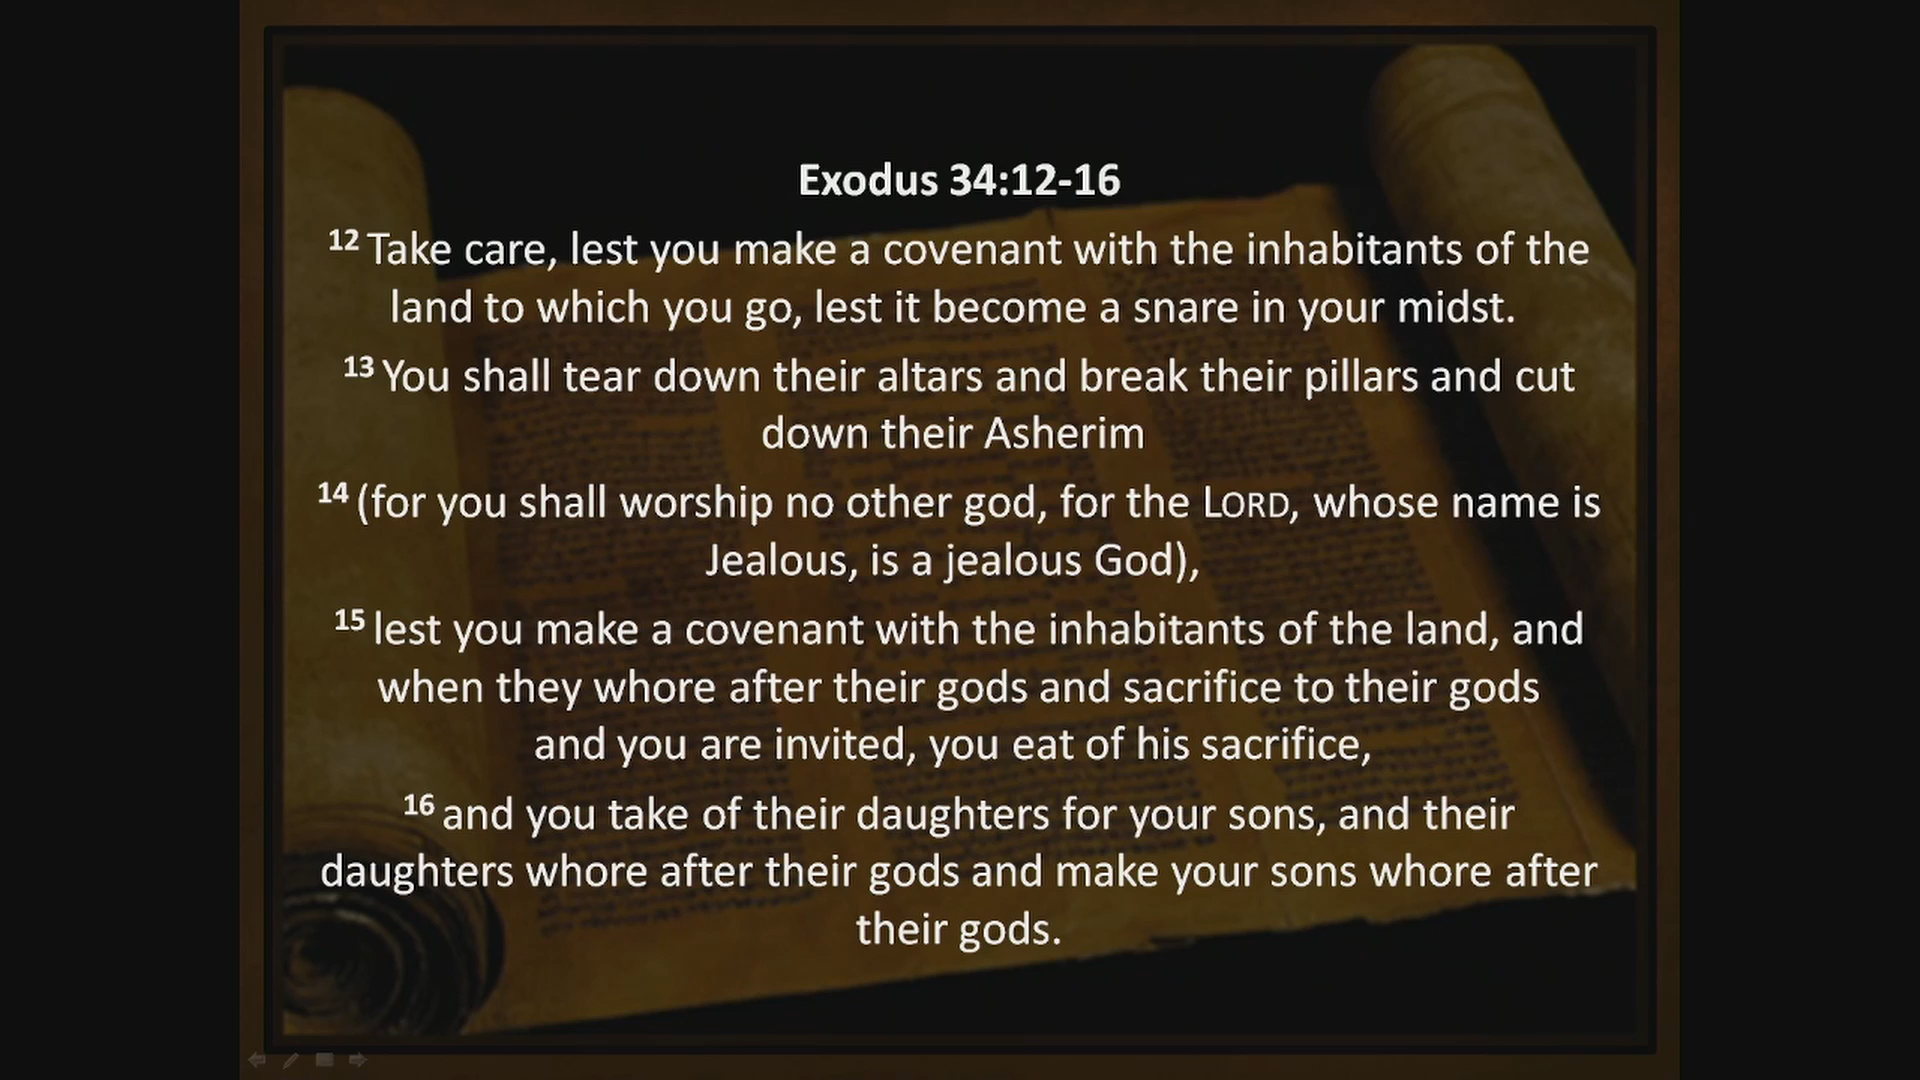 Exodus 34:12-16
12 Take care, lest you make a covenant with the inhabitants of the
land to which you go, lest it become a snare in your midst.
13 You shall tear down their altars and break their pillars and cut
down their Asherim
14 (for you shall worship no other god, for the LORD, whose name is
Jealous, is a jealous God),
15 lest you make a covenant with the inhabitants of the land, and
when they whore after their gods and sacrifice to their gods
and you are invited, you eat of his sacrifice,
16 and you take of their daughters for your sons, and their
daughters whore after their gods and make your sons whore after
their gods.